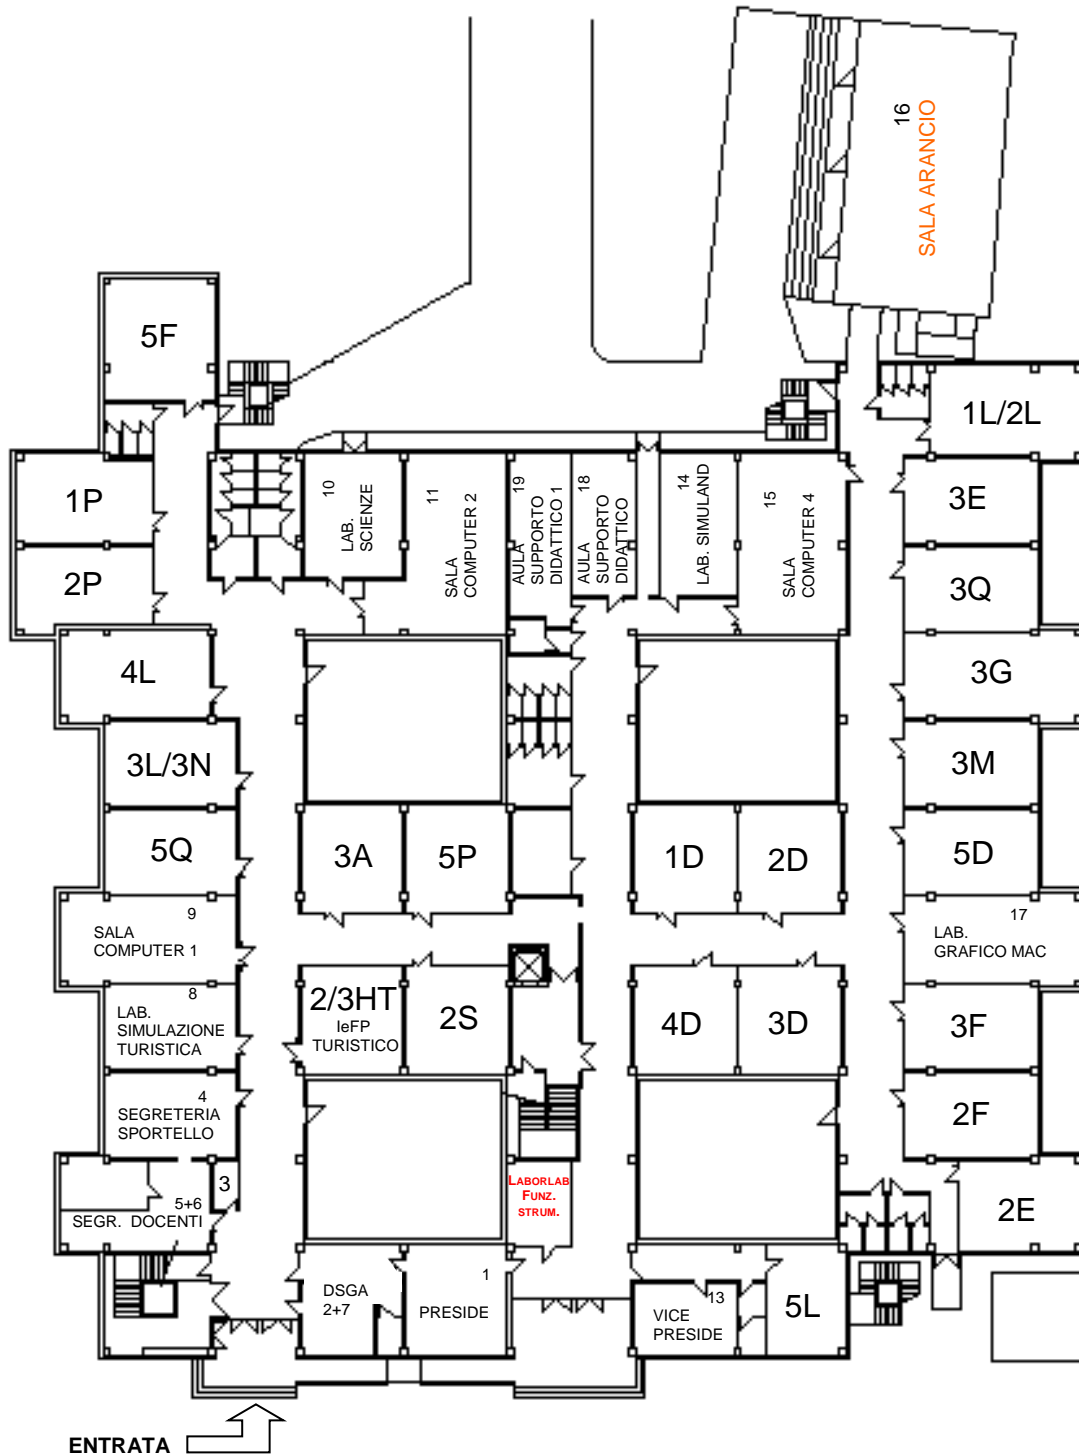 16
SALA ARANCIO
5F
1L/2L
1P
10
LAB.
SCIENZE
11
SALA
COMPUTER 2
19
AULA
SUPPORTO
DIDATTICO 1
18
AULA
SUPPORTO
DIDATTICO
14
LAB. SIMULAND
15
SALA
COMPUTER 4
3E
2P
3Q
4L
3G
3L/3N
3M
5Q
3A
5P
1D
2D
5D
9
SALA
COMPUTER 1
17
LAB.
GRAFICO MAC
8
LAB.
SIMULAZIONE
TURISTICA
2/3HT
IeFP
TURISTICO
2S
4D
3D
3F
4
SEGRETERIA
SPORTELLO
2F
3
5+6
SEGR. DOCENTI
LABORLAB
FUNZ.
STRUM.
2E
DSGA
2+7
1
PRESIDE
13
VICE
PRESIDE
5L
ENTRATA